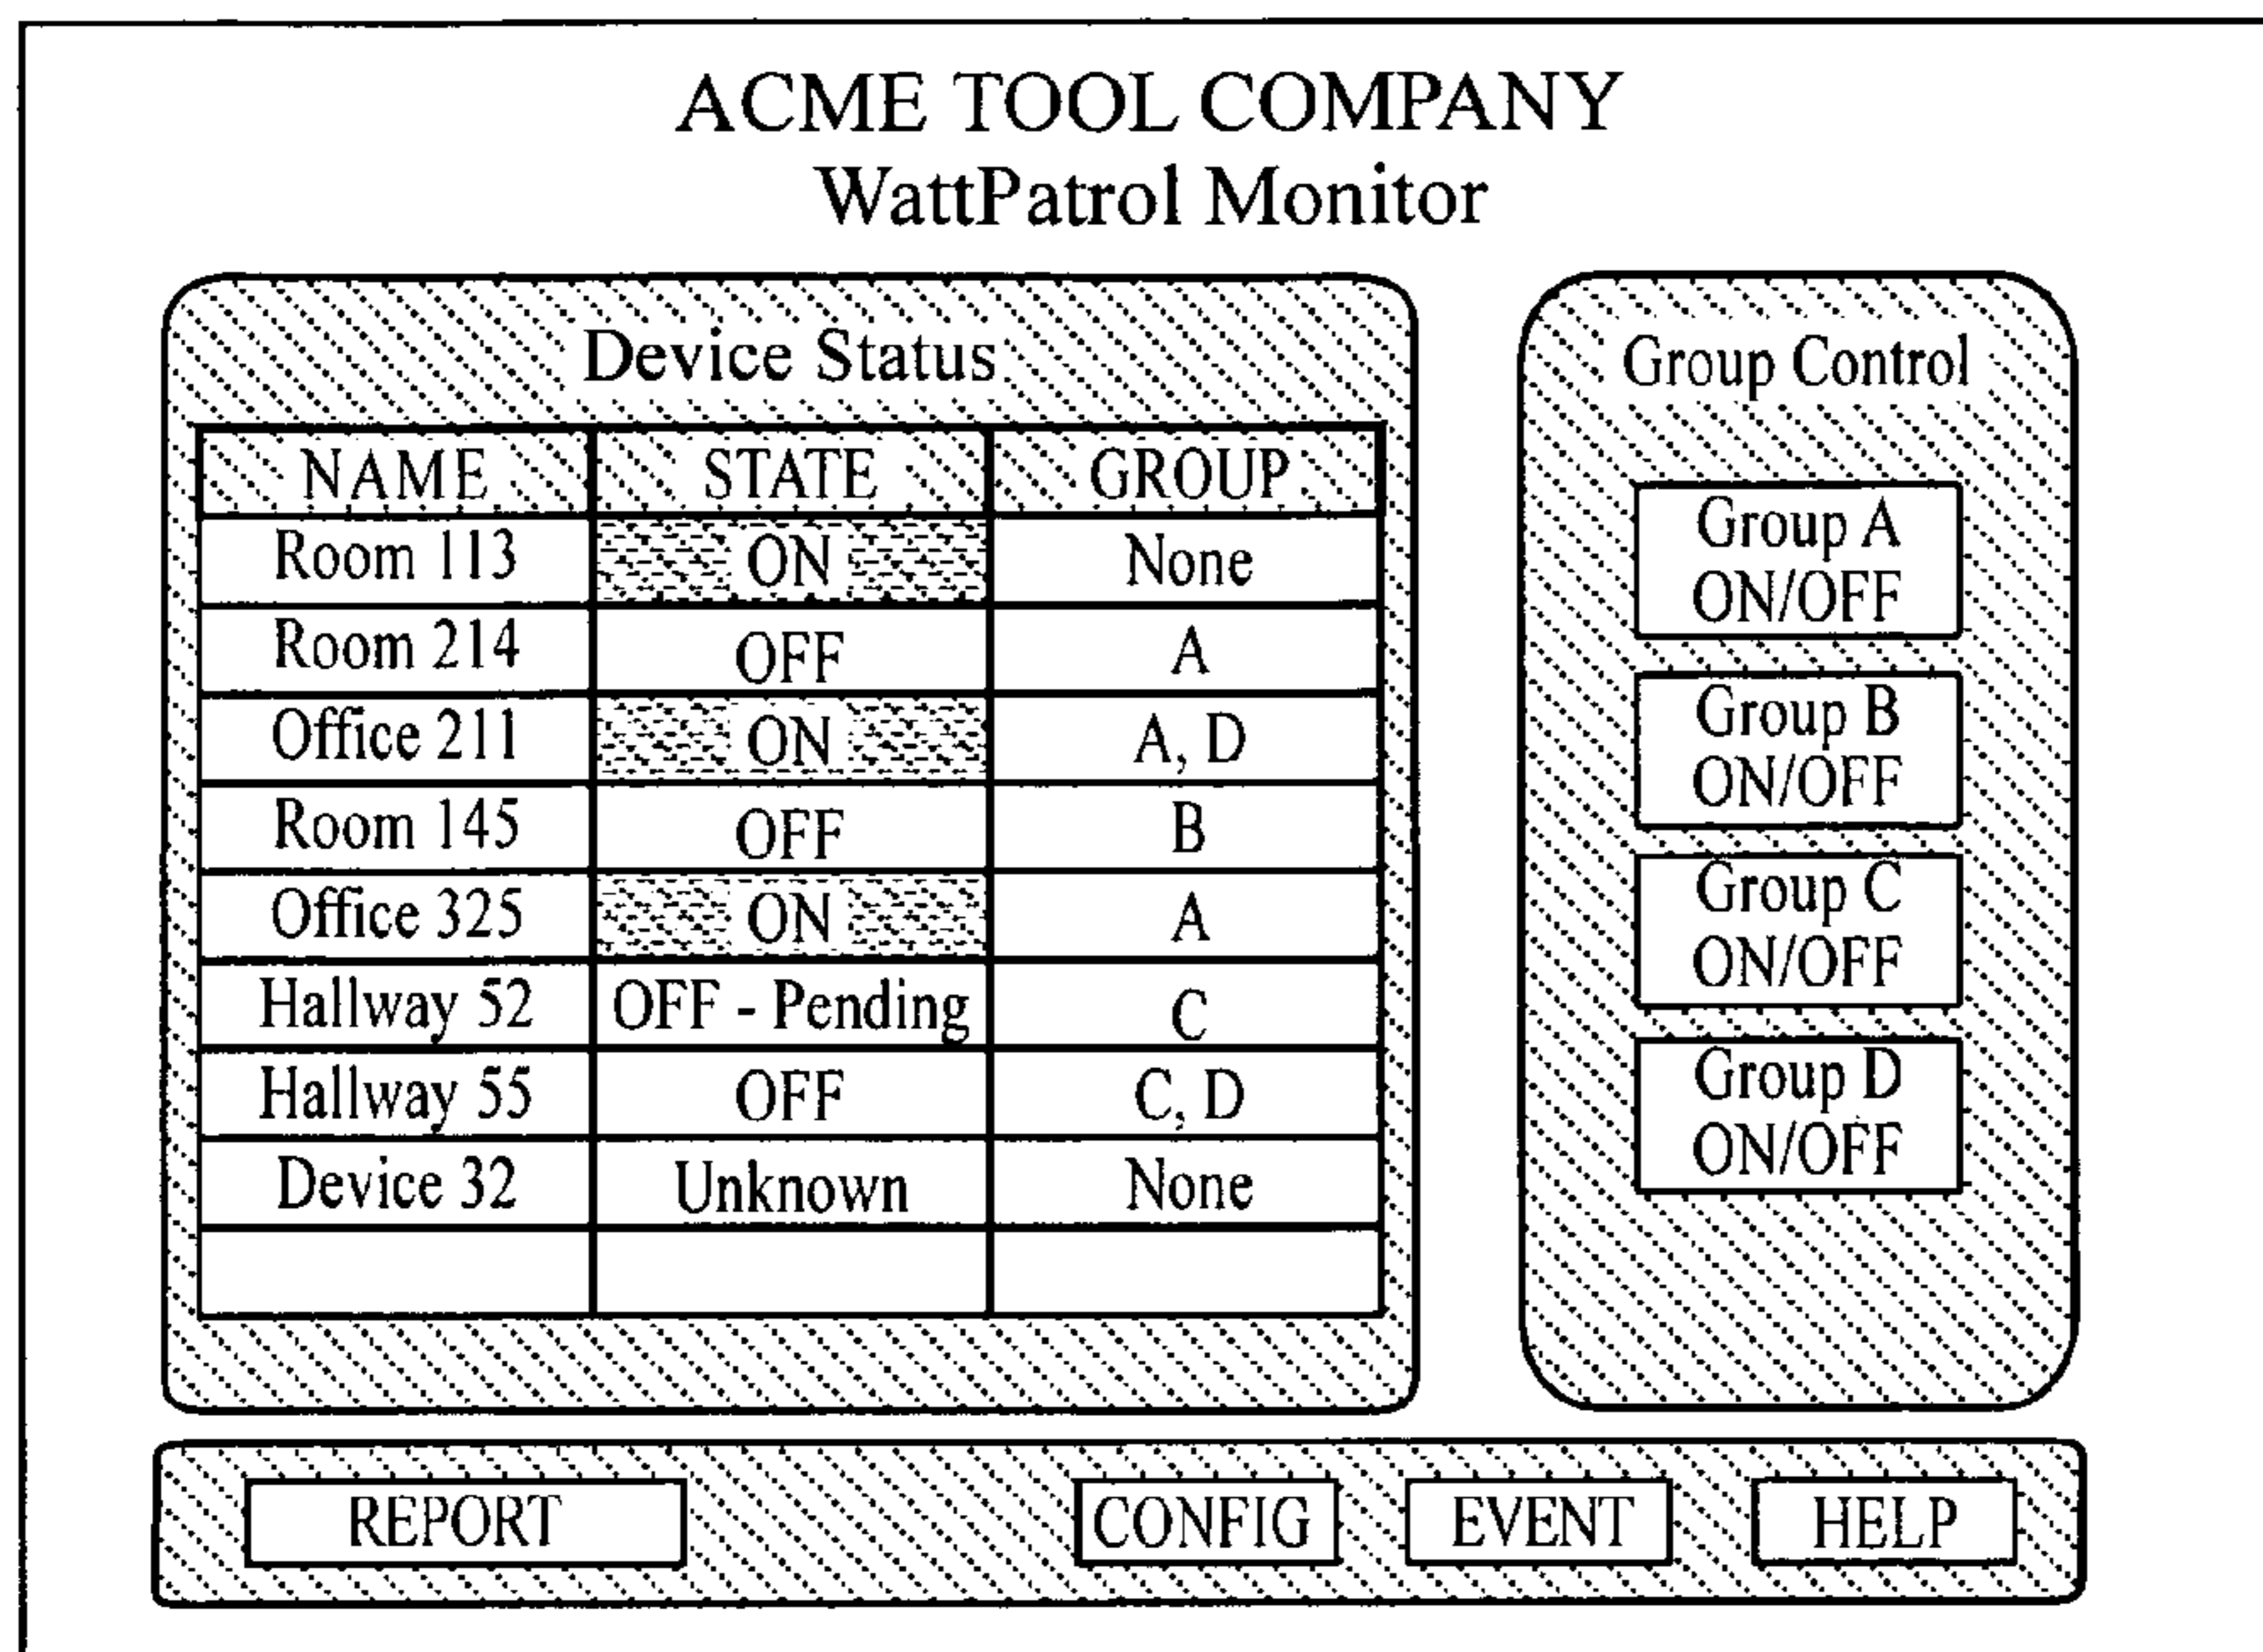 ACME TOOL COMPANY
WattPatrol Monitor
Device Status
NAME STATE GROUP
Room 113 ON None
Room 214 OFF A
Office 211 ON A, D
Room 145 OFF B
Office 325 ON A
Hallway 52 OFF - Pending C
Hallway 55 OFF C, D
Device 32 Unknown None
Group Control
Group A
ON/OFF
Group B
ON/OFF
Group C
ON/OFF
Group D
ON/OFF
REPORT CONFIG EVENT HELP